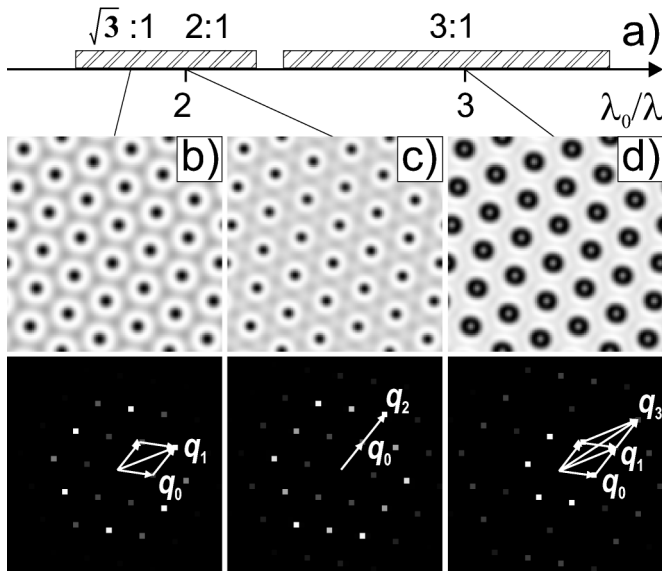 √3 :1 2:1 3:1 a)
2 3 λ₀/λ
b) c) d)
q₂ q₃
q₁ q₁
q₀ q₀ q₀